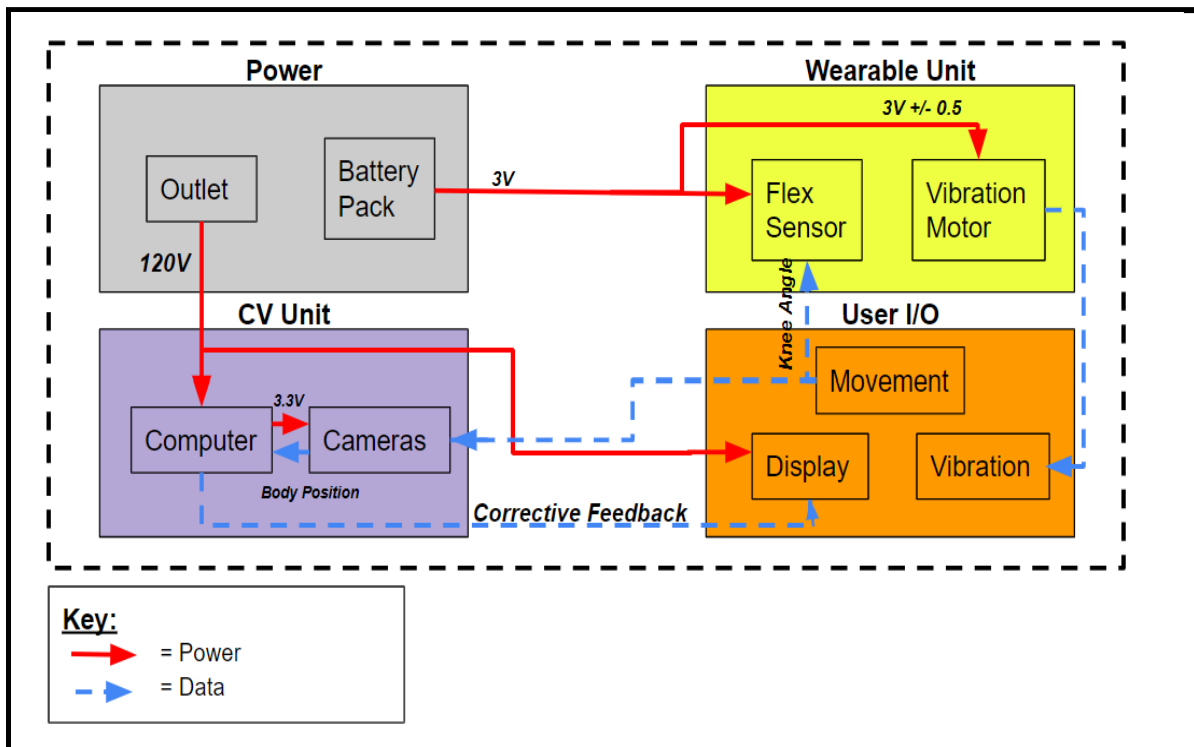 Power
Wearable Unit
3V +/- 0.5
Outlet
Battery
Pack
3V
Flex
Sensor
Vibration
Motor
120V
Knee Angle
CV Unit
User I/O
Movement
3.3V
Computer
Cameras
Display
Vibration
Body Position
Corrective Feedback
Key:
= Power
= Data